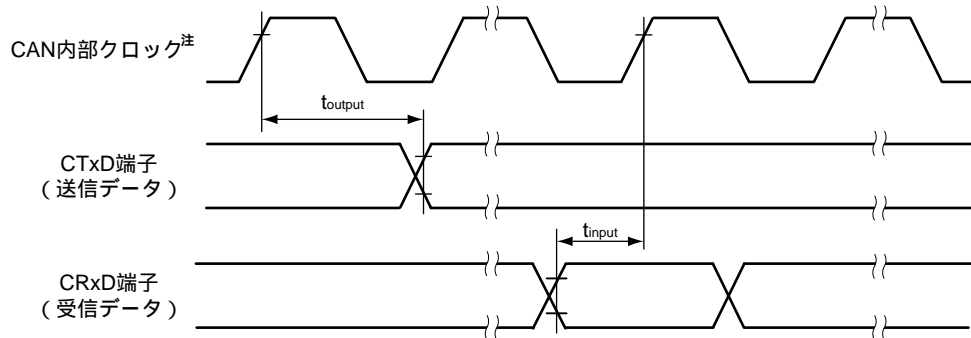 CAN内部クロック注
toutput
CTxD端子
(送信データ)
tinput
CRxD端子
(受信データ)